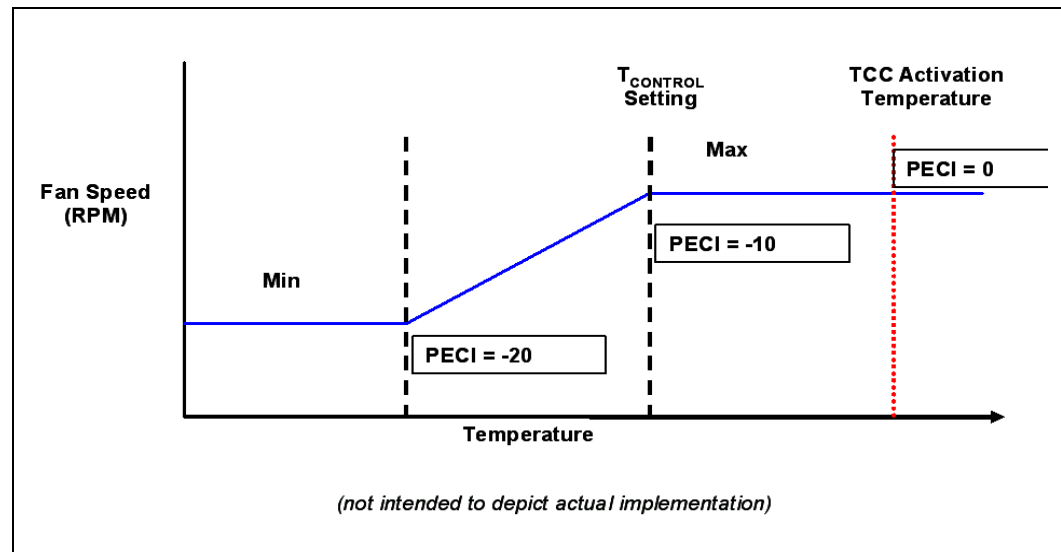 T_CONTROL
Setting
TCC Activation
Temperature
Max
PECI = 0
Fan Speed
(RPM)
PECI = -10
Min
PECI = -20
Temperature
(not intended to depict actual implementation)